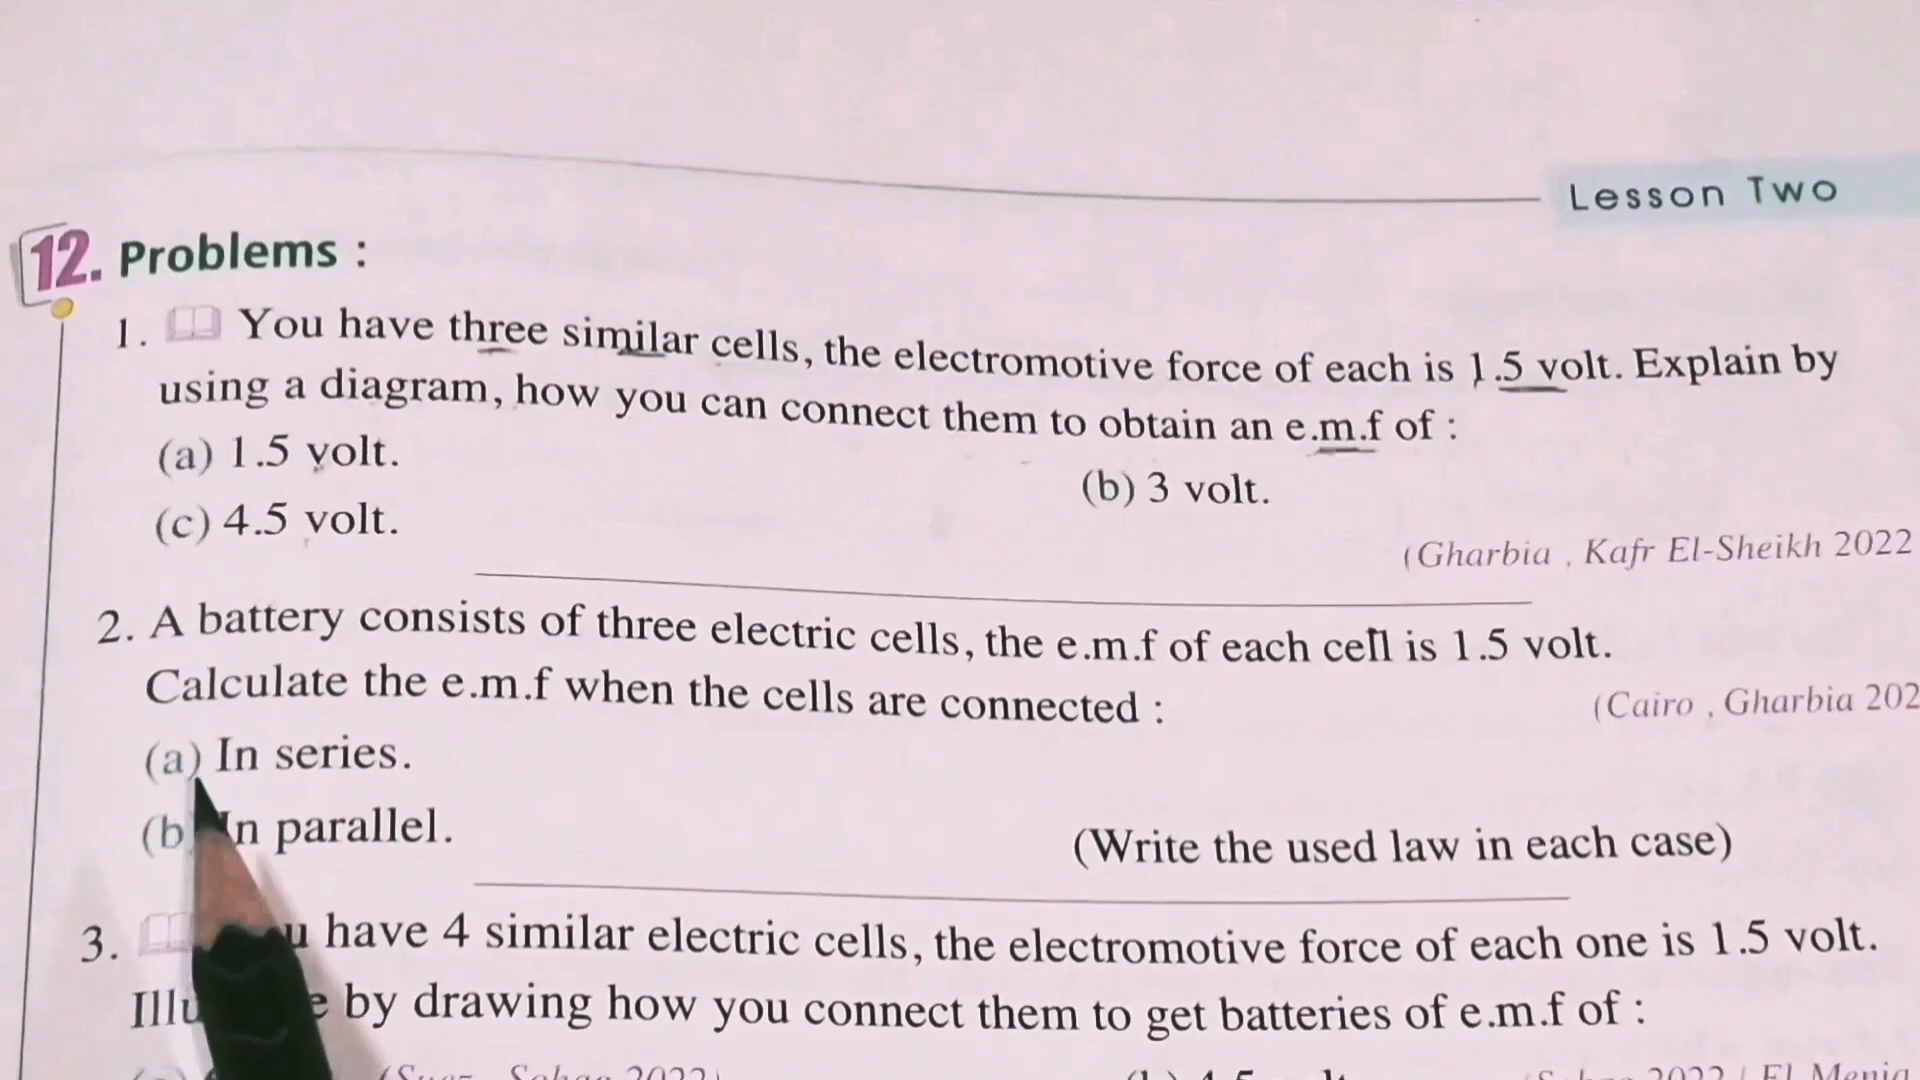 Lesson Two
12. Problems :
1. You have three similar cells, the electromotive force of each is 1.5 volt. Explain by
using a diagram, how you can connect them to obtain an e.m.f of :
(a) 1.5 volt.
(b) 3 volt.
(c) 4.5 volt.
(Gharbia , Kafr El-Sheikh 2022
2. A battery consists of three electric cells, the e.m.f of each cell is 1.5 volt.
Calculate the e.m.f when the cells are connected :
(Cairo , Gharbia 202
(a) In series.
(b In parallel.
(Write the used law in each case)
3. u have 4 similar electric cells, the electromotive force of each one is 1.5 volt.
Illu e by drawing how you connect them to get batteries of e.m.f of :